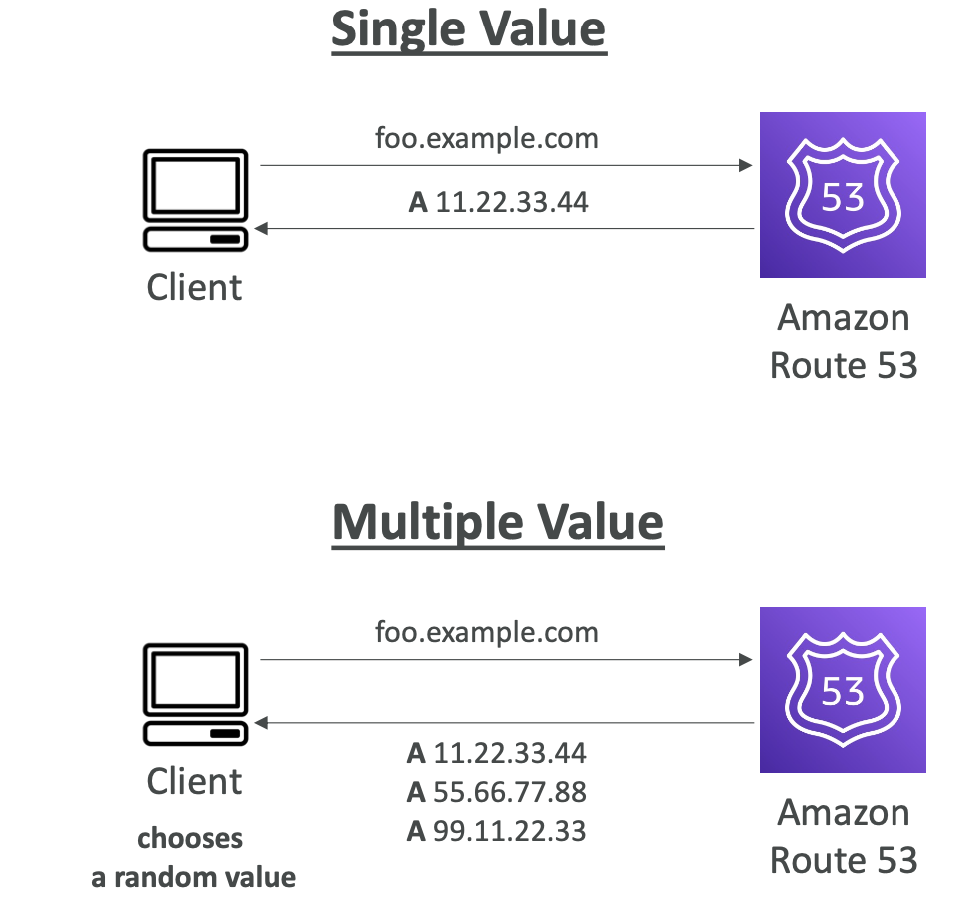 Single Value
foo.example.com
A 11.22.33.44
53
Client
Amazon
Route 53
Multiple Value
foo.example.com
53
A 11.22.33.44
A 55.66.77.88
A 99.11.22.33
Client
chooses
a random value
Amazon
Route 53